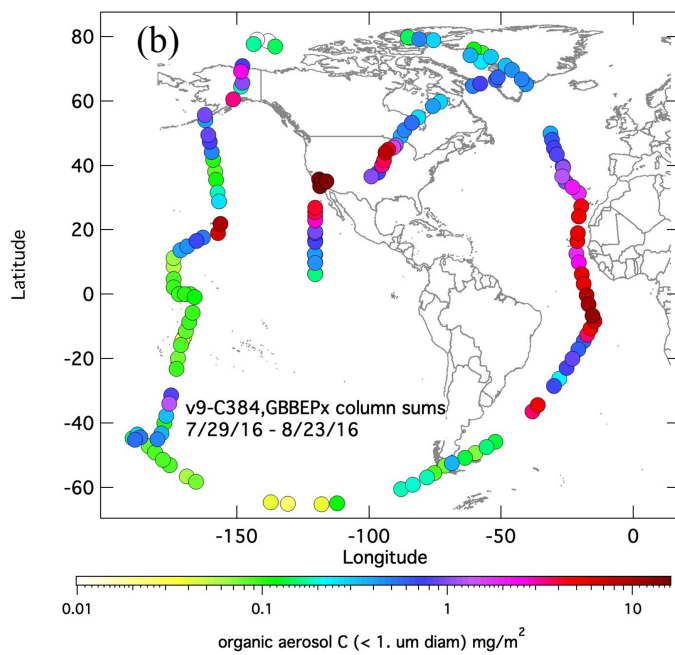 (b)
80
60
40
20
0
-20
-40
-60
Latitude
v9-C384,GBBEPx column sums
7/29/16 - 8/23/16
-150
-100
-50
0
Longitude
0.01
0.1
1
10
organic aerosol C (< 1. um diam) mg/m²